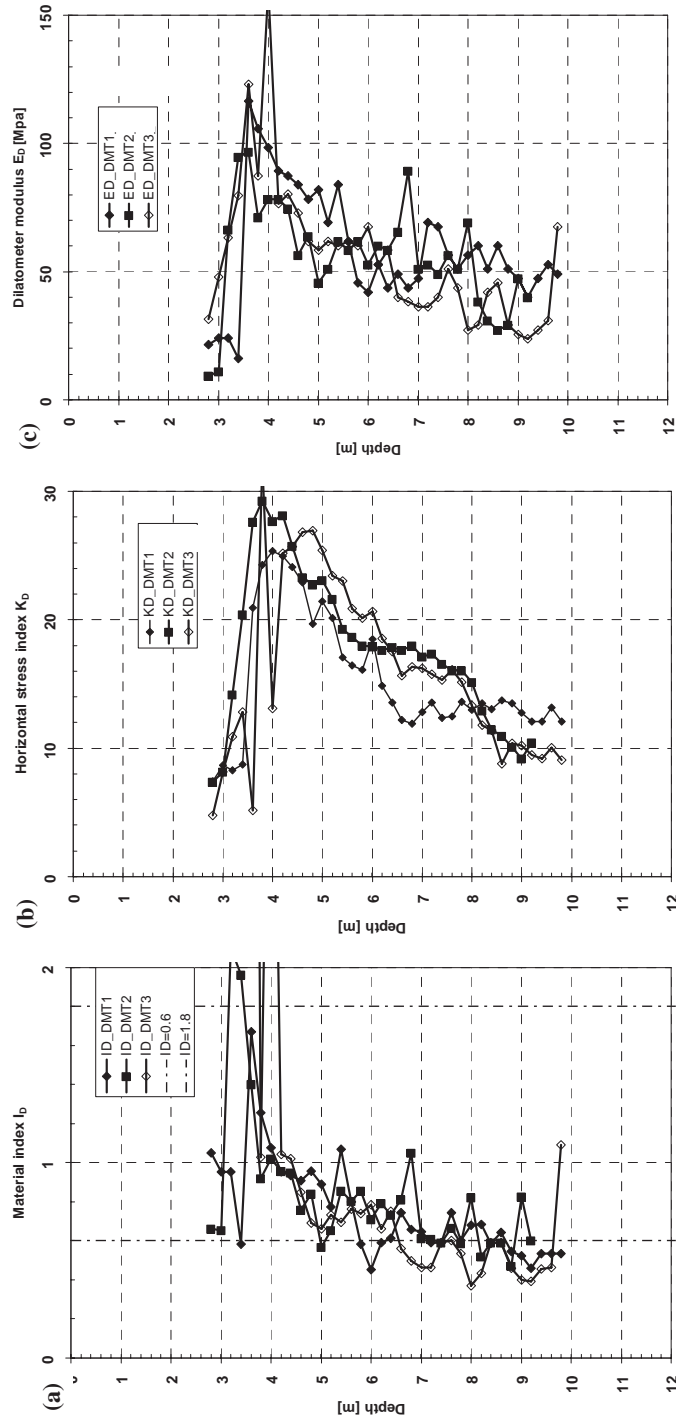 (a)
Material index I_D
0 1 2
1
2
3
4
5
6
7
8
9
10
11
12
Depth [m]
ID_DMT1
ID_DMT2
ID_DMT3
ID=0.6
ID=1.8
(b)
Horizontal stress index K_D
0 10 20 30
0
1
2
3
4
5
6
7
8
9
10
11
12
Depth [m]
KD_DMT1
KD_DMT2
KD_DMT3
(c)
Dilatometer modulus E_D [Mpa]
0 50 100 150
0
1
2
3
4
5
6
7
8
9
10
11
12
Depth [m]
ED_DMT1.
ED_DMT2.
ED_DMT3.